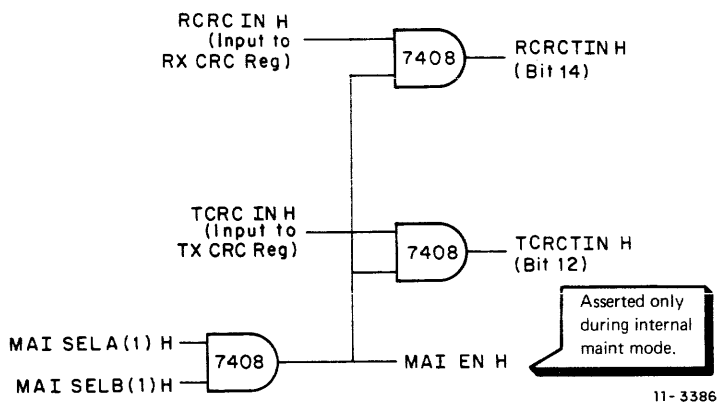 RCRC IN H
(Input to
RX CRC Reg)
7408
RCRCTIN H
(Bit 14)
TCRC IN H
(Input to
TX CRC Reg)
7408
TCRCTIN H
(Bit 12)
Asserted only
during internal
maint mode.
MAI SELA(1) H
MAI SELB(1) H
7408
MAI EN H
11-3386